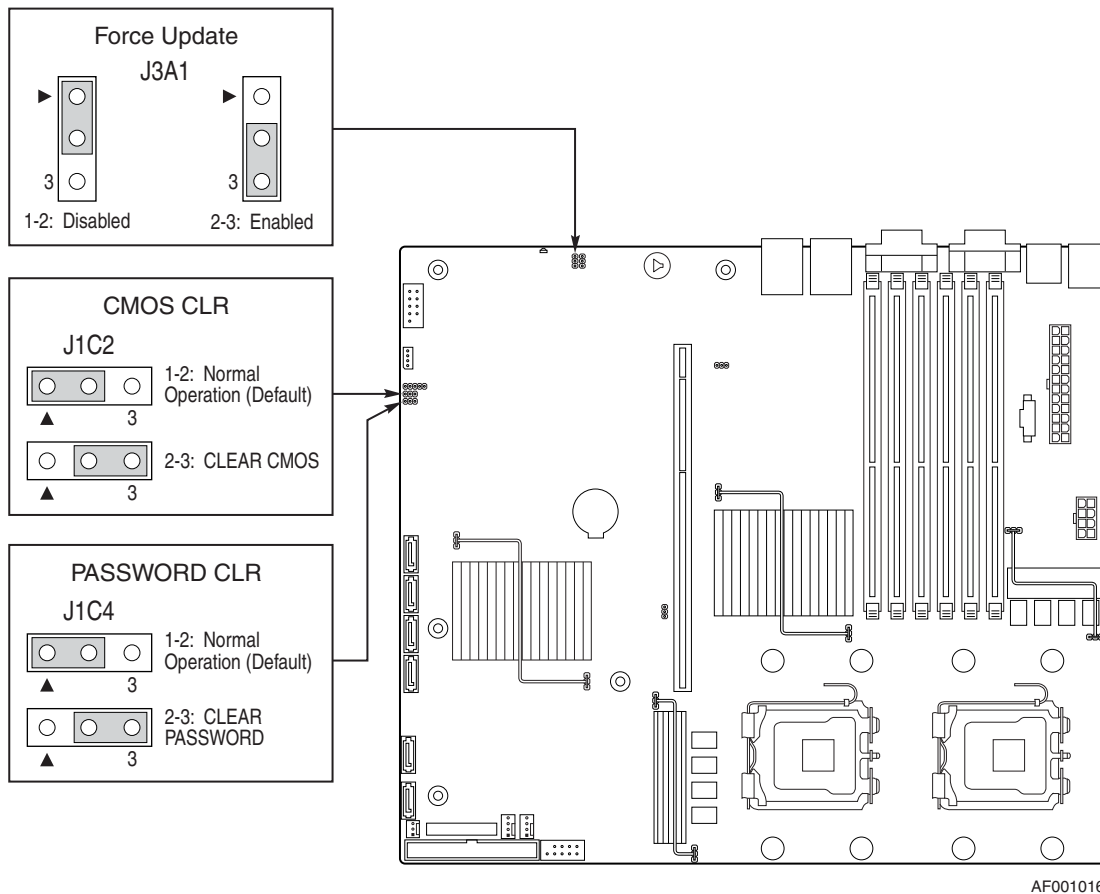 Force Update
J3A1
3
3
1-2: Disabled
2-3: Enabled
CMOS CLR
J1C2
1-2: Normal
Operation (Default)
3
2-3: CLEAR CMOS
3
PASSWORD CLR
J1C4
1-2: Normal
Operation (Default)
3
2-3: CLEAR
PASSWORD
3
AF001016